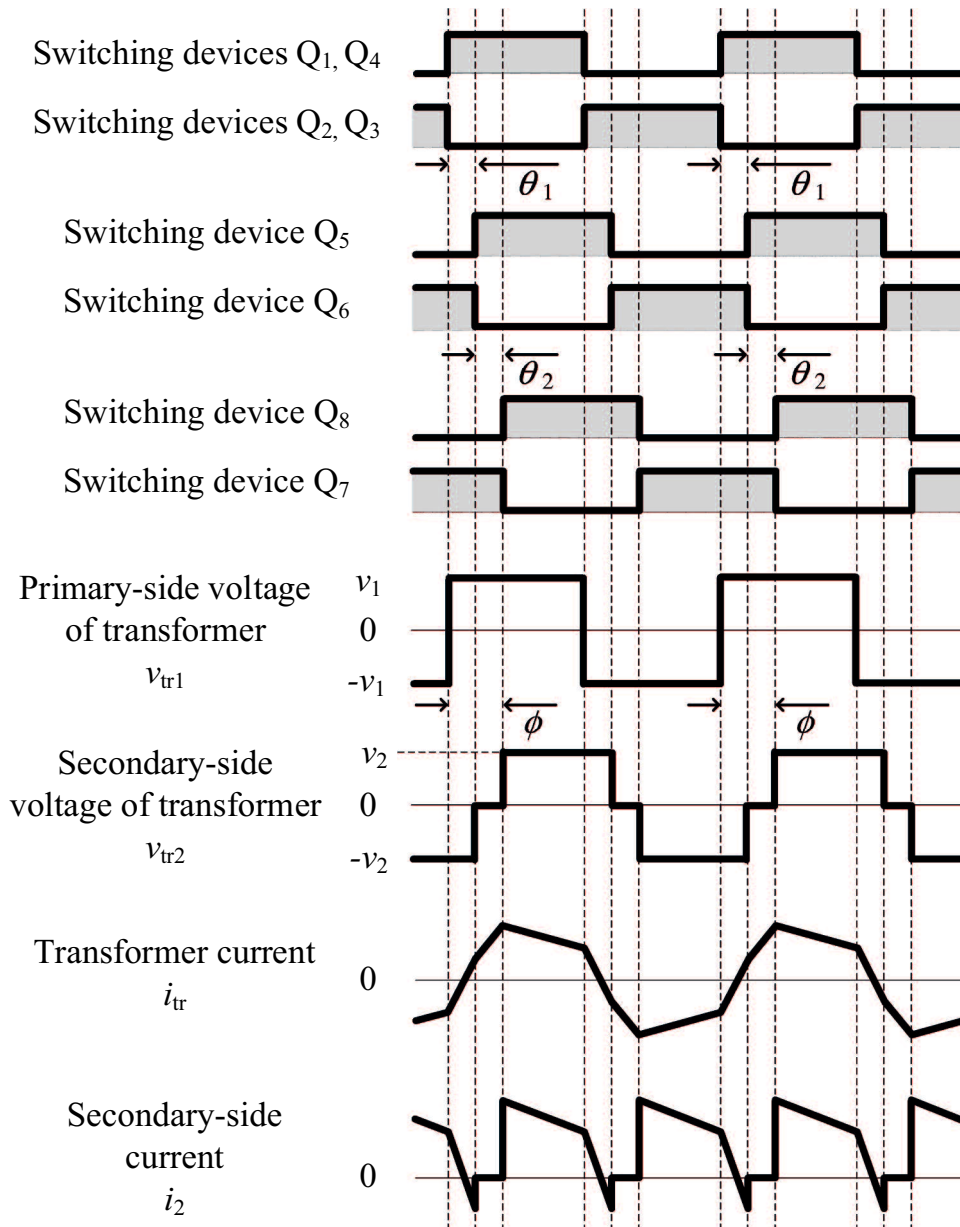 Switching devices Q1, Q4
Switching devices Q2, Q3
θ1 θ1
Switching device Q5
Switching device Q6
θ2 θ2
Switching device Q8
Switching device Q7
Primary-side voltage
of transformer
vtr1
v1
0
-v1
ϕ ϕ
Secondary-side
voltage of transformer
vtr2
v2
0
-v2
Transformer current
itr
0
Secondary-side
current
i2
0